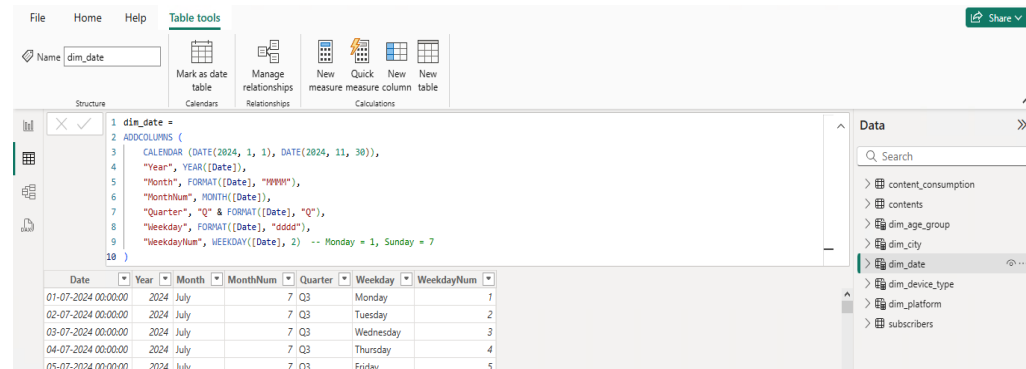 File Home Help Table tools Share
Name dim_date
Mark as date table
Manage relationships
New measure
Quick measure
New column
New table
Structure Calendars Relationships Calculations
1 dim_date =
2 ADDCOLUMNS (
3 CALENDAR (DATE(2024, 1, 1), DATE(2024, 11, 30)),
4 "Year", YEAR([Date]),
5 "Month", FORMAT([Date], "MMMM"),
6 "MonthNum", MONTH([Date]),
7 "Quarter", "Q" & FORMAT([Date], "Q"),
8 "Weekday", FORMAT([Date], "dddd"),
9 "WeekdayNum", WEEKDAY([Date], 2) -- Monday = 1, Sunday = 7
10 )
Date Year Month MonthNum Quarter Weekday WeekdayNum
01-07-2024 00:00:00 2024 July 7 Q3 Monday 1
02-07-2024 00:00:00 2024 July 7 Q3 Tuesday 2
03-07-2024 00:00:00 2024 July 7 Q3 Wednesday 3
04-07-2024 00:00:00 2024 July 7 Q3 Thursday 4
05-07-2024 00:00:00 2024 July 7 Q3 Friday 5
Data
Search
content_consumption
contents
dim_age_group
dim_city
dim_date
dim_device_type
dim_platform
subscribers